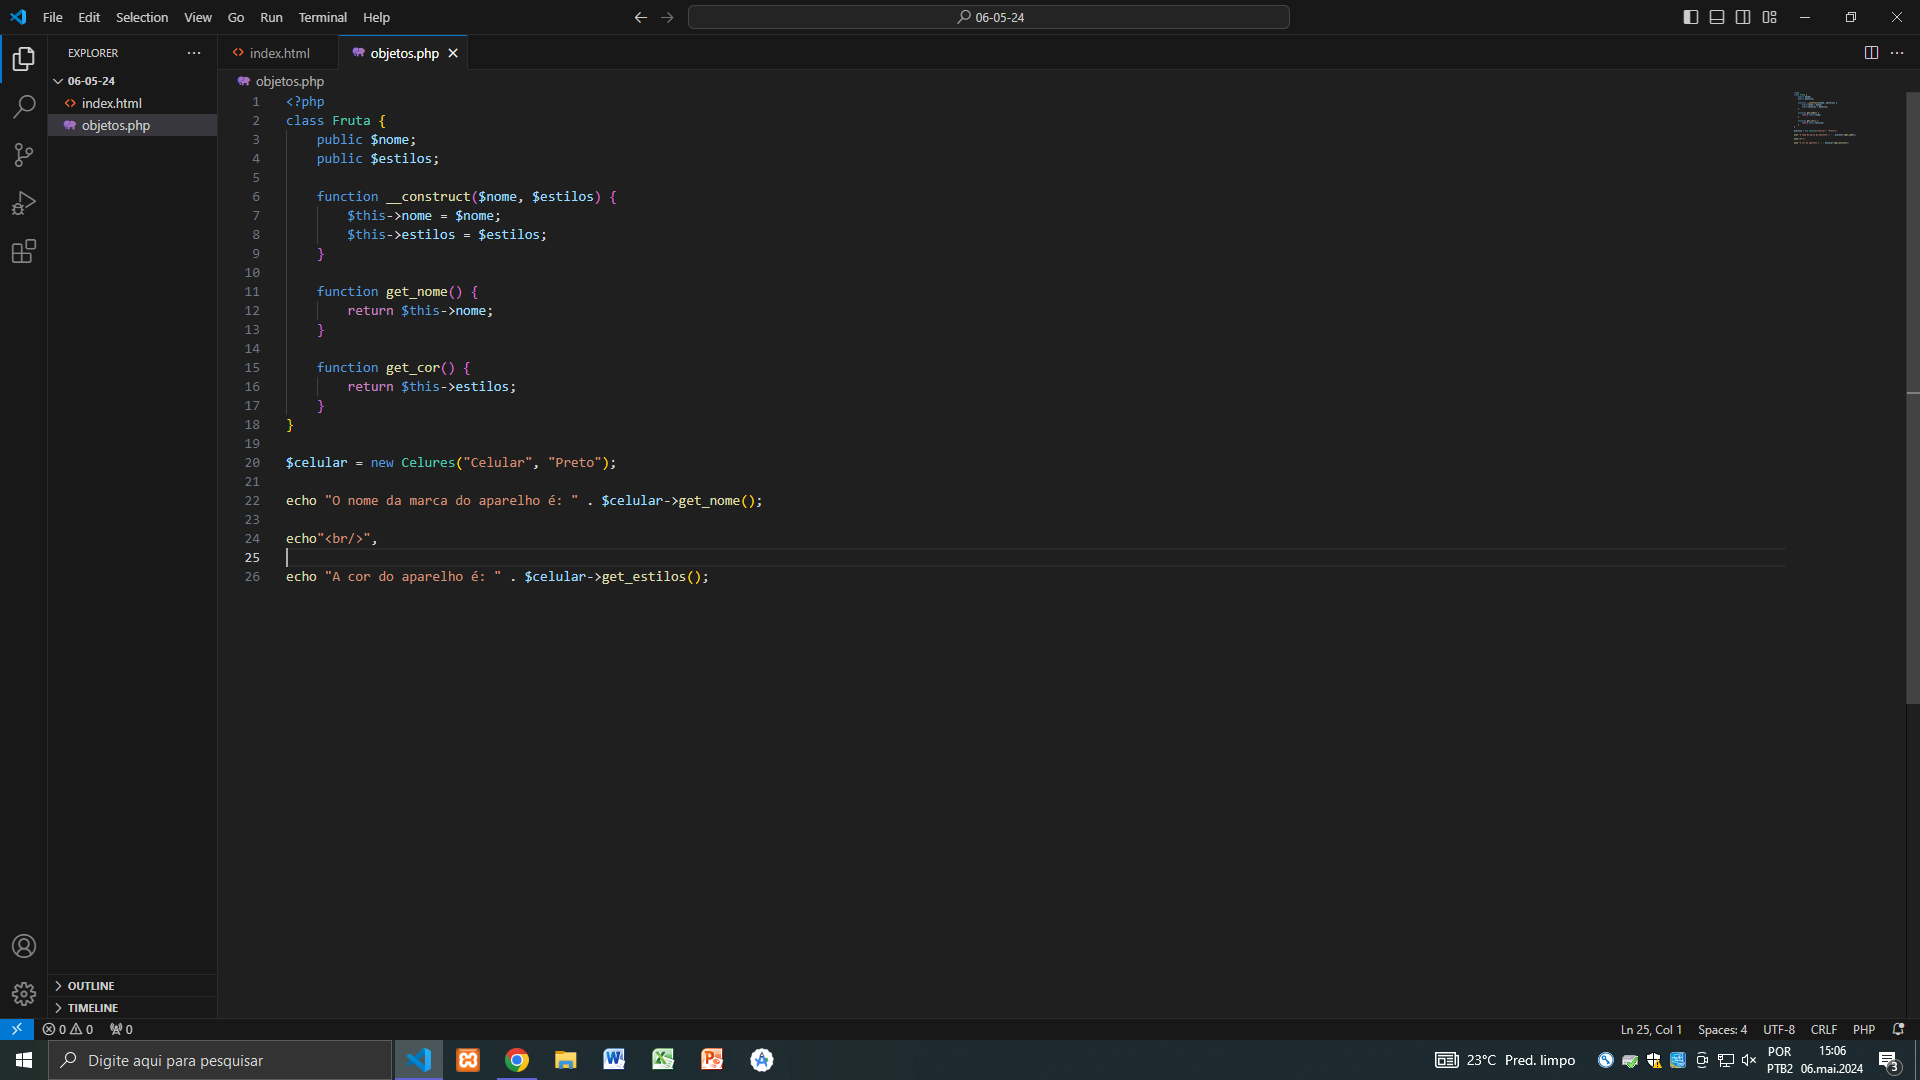 File Edit Selection View Go Run Terminal Help
06-05-24
EXPLORER
index.html
objetos.php
06-05-24
index.html
objetos.php
objetos.php
1 <?php
2 class Fruta {
3 public $nome;
4 public $estilos;
5
6 function __construct($nome, $estilos) {
7 $this->nome = $nome;
8 $this->estilos = $estilos;
9 }
10
11 function get_nome() {
12 return $this->nome;
13 }
14
15 function get_cor() {
16 return $this->estilos;
17 }
18 }
19
20 $celular = new Celures("Celular", "Preto");
21
22 echo "O nome da marca do aparelho é: " . $celular->get_nome();
23
24 echo"<br/>",
25
26 echo "A cor do aparelho é: " . $celular->get_estilos();
OUTLINE
TIMELINE
0 0 0
Ln 25, Col 1 Spaces: 4 UTF-8 CRLF PHP
Digite aqui para pesquisar
23°C Pred. limpo
POR
PTB2
15:06
06.mai.2024
3